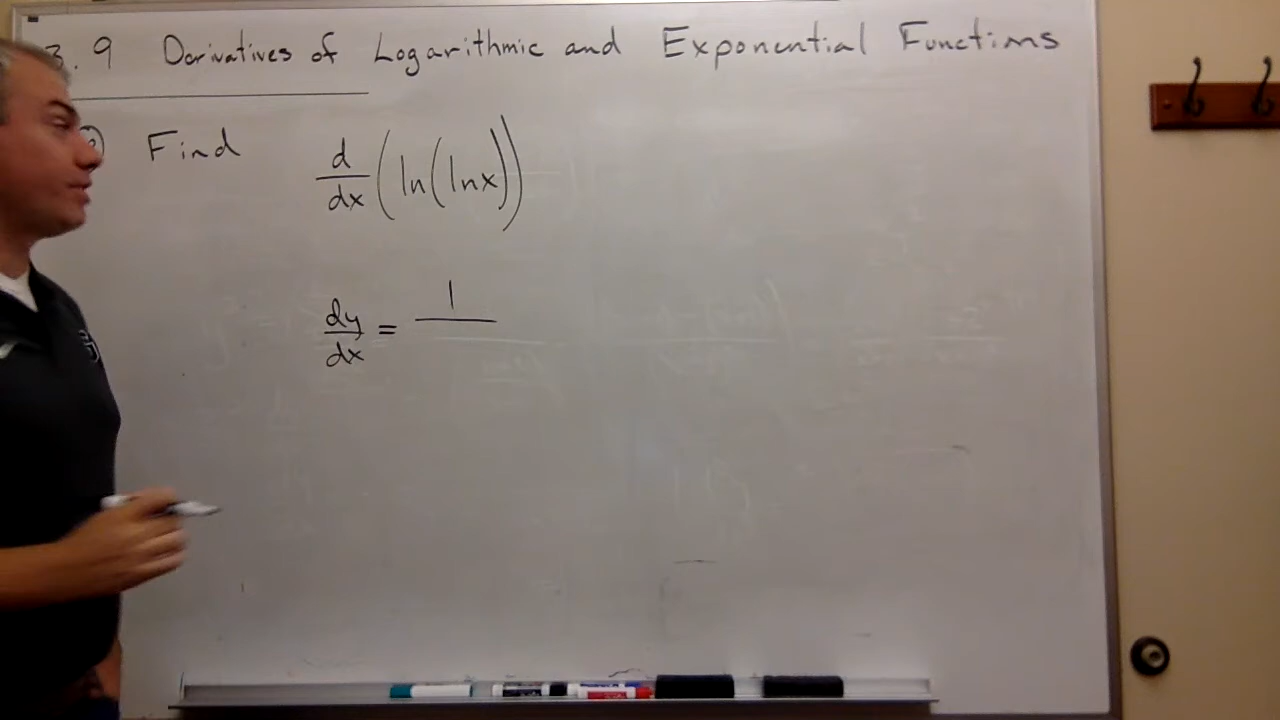 3.9 Derivatives of Logarithmic and Exponential Functions
Find d/dx (ln(lnx))
dy/dx = 1/